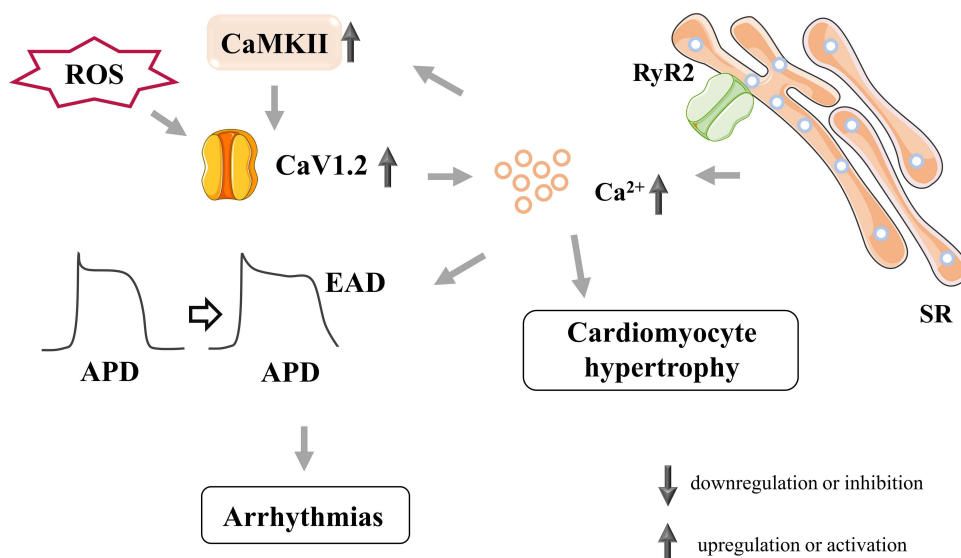 CaMKII
ROS
RyR2
CaV1.2
Ca²⁺
EAD
SR
APD
APD
Cardiomyocyte
hypertrophy
Arrhythmias
downregulation or inhibition
upregulation or activation